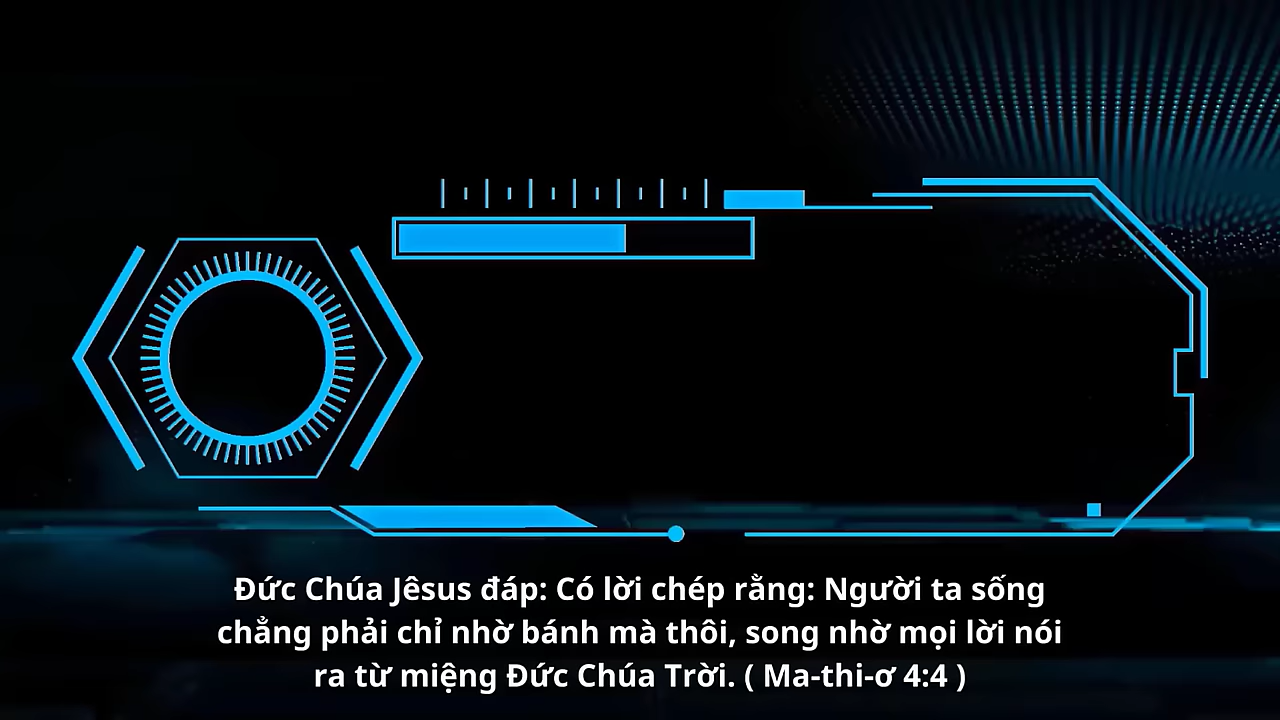 Đức Chúa Jêsus đáp: Có lời chép rằng: Người ta sống
chẳng phải chỉ nhờ bánh mà thôi, song nhờ mọi lời nói
ra từ miệng Đức Chúa Trời. ( Ma-thi-ơ 4:4 )